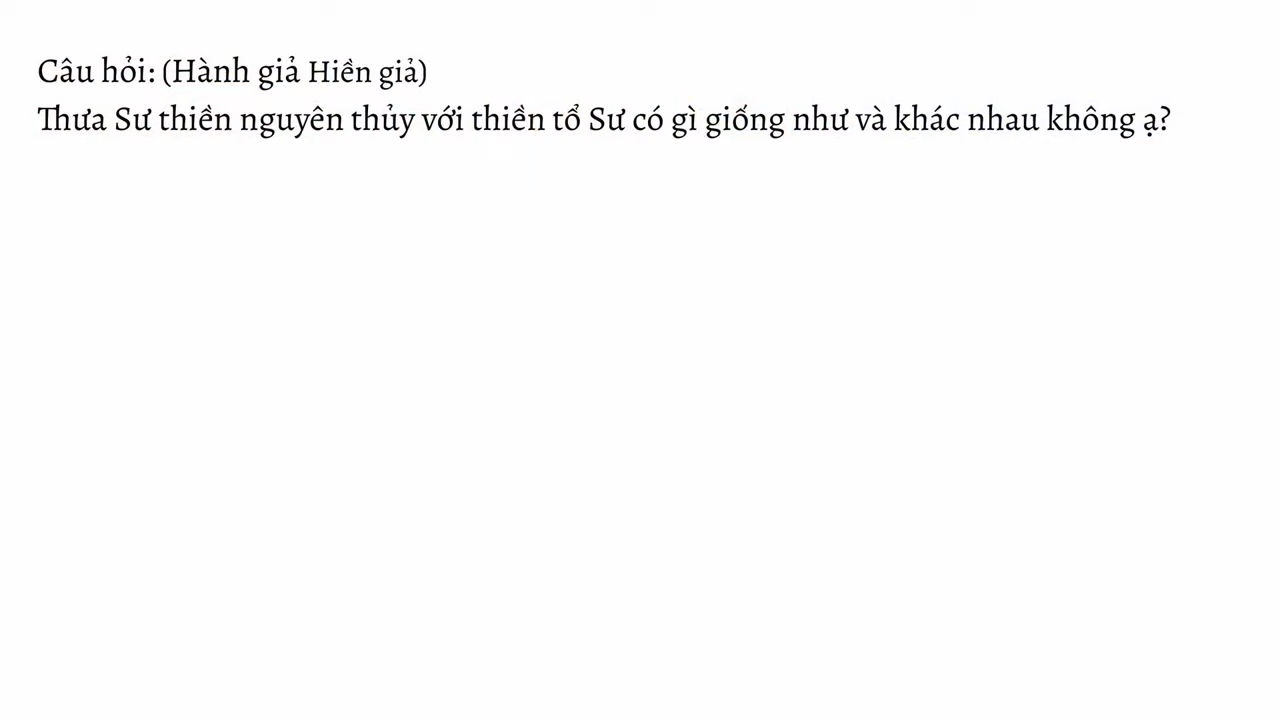 Câu hỏi: (Hành giả Hiền giả)
Thưa Sư thiền nguyên thủy với thiền tổ Sư có gì giống như và khác nhau không ạ?